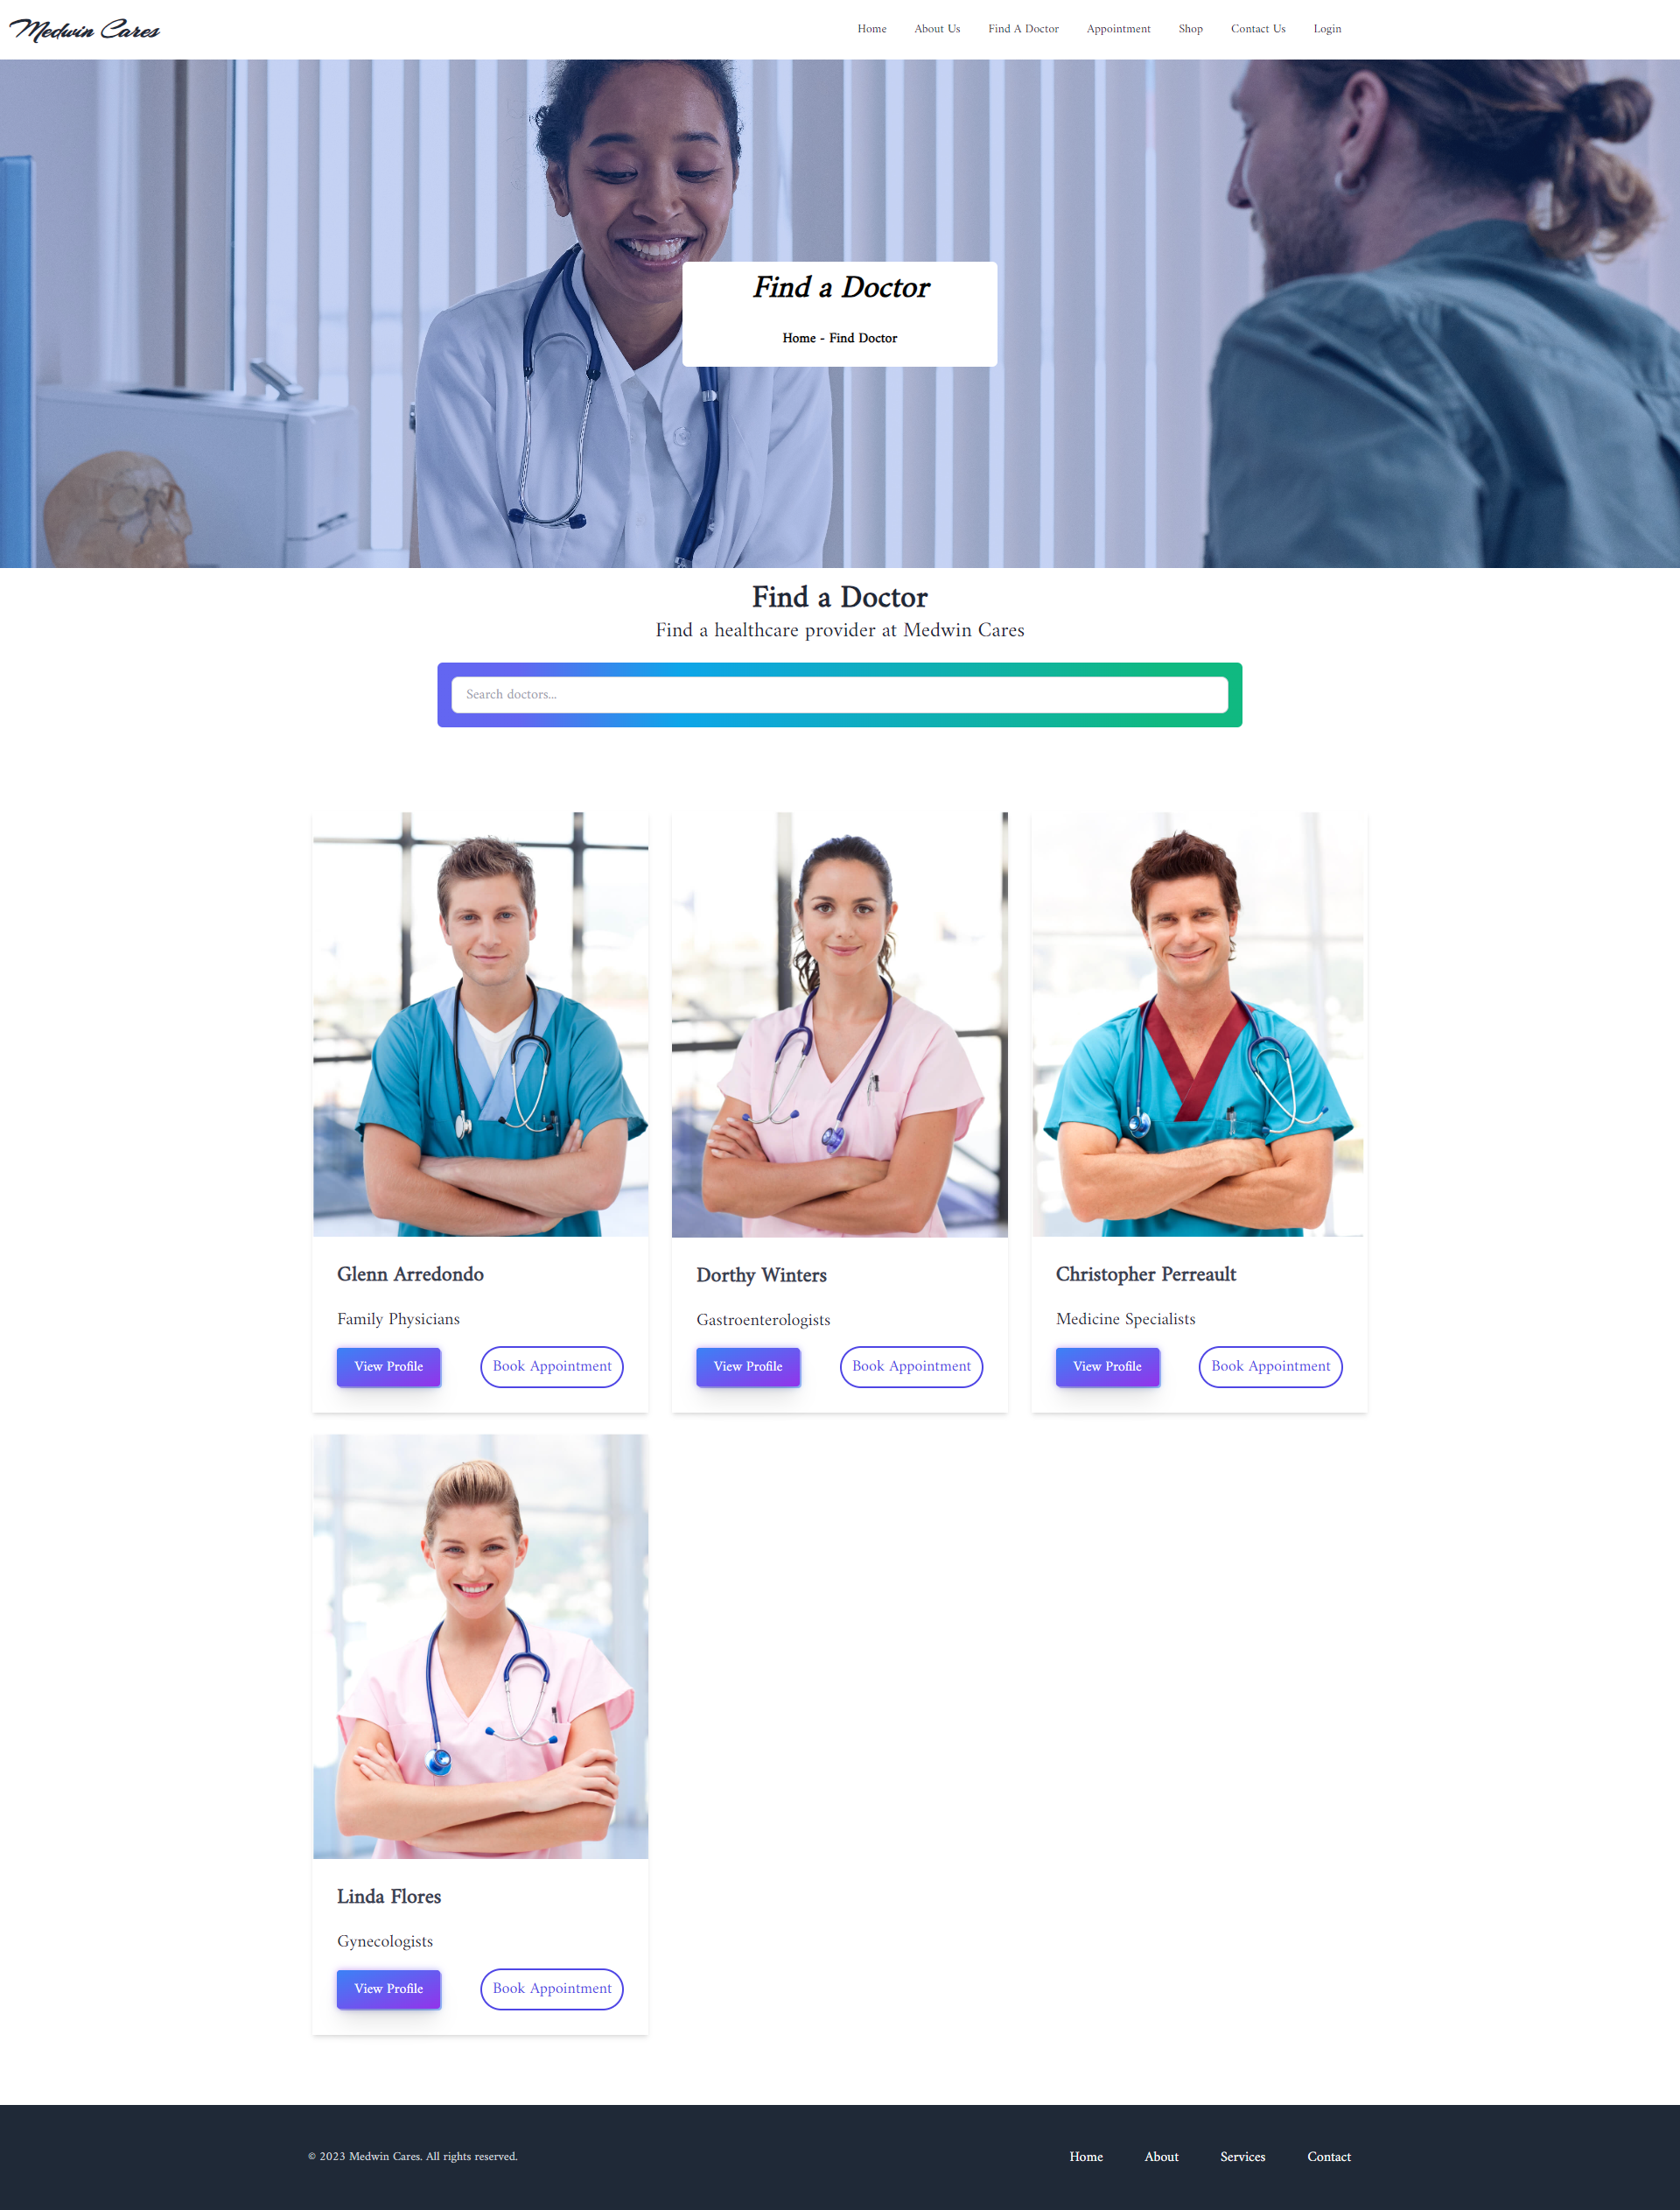 Medwin Cares
Home About Us Find A Doctor Appointment Shop Contact Us Login
Find a Doctor
Home - Find Doctor
Find a Doctor
Find a healthcare provider at Medwin Cares
Search doctors...
Glenn Arredondo
Family Physicians
View Profile Book Appointment
Dorthy Winters
Gastroenterologists
View Profile Book Appointment
Christopher Perreault
Medicine Specialists
View Profile Book Appointment
Linda Flores
Gynecologists
View Profile Book Appointment
© 2023 Medwin Cares. All rights reserved.
Home About Services Contact